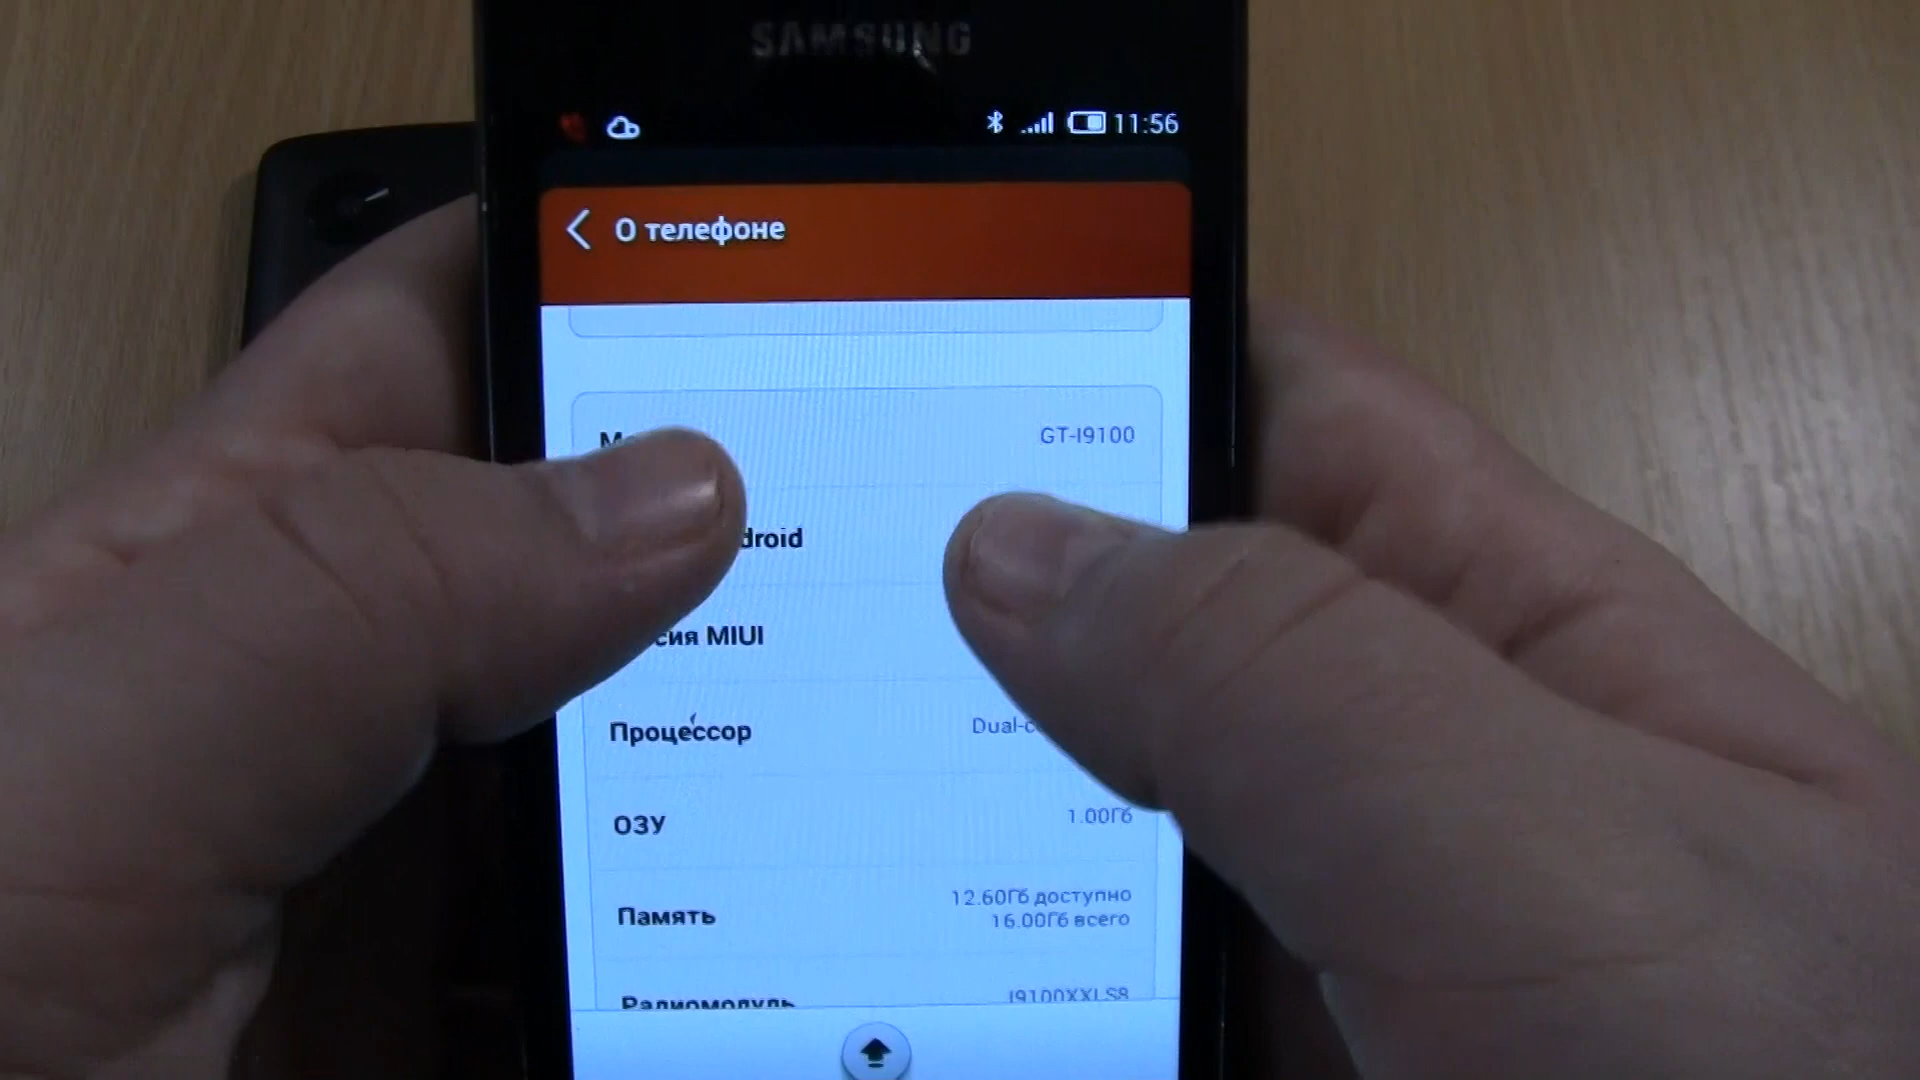 SAMSUNG
11:56
О телефоне
GT-I9100
droid
сия MIUI
Процессор
Dual-c
ОЗУ
1.00Гб
Память
12.60Гб доступно
16.00Гб всего
Радиомодуль
I9100XXLS8